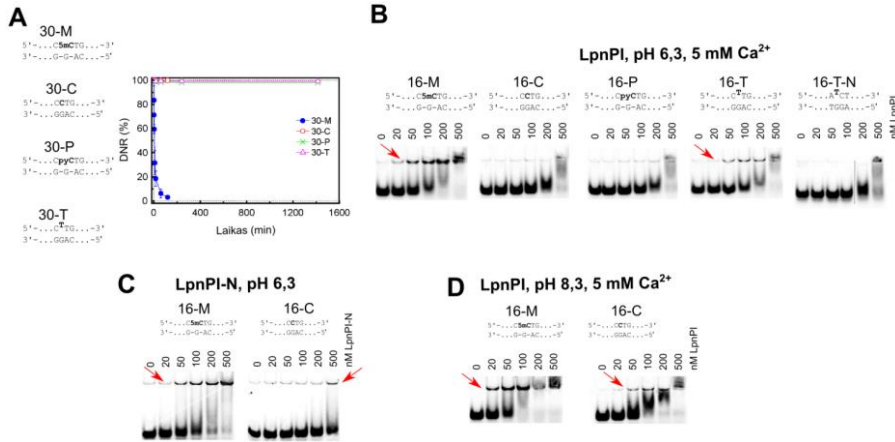 A
30-M
5'-...C5mCTG...-3'
3'-...G-G-AC...-5'
30-C
5'-...CCTG...-3'
3'-...GGAC...-5'
30-P
5'-...CpyCTG...-3'
3'-...GGAC...-5'
30-T
T
5'-...CTG...-3'
3'-...GGAC...-5'
DNR (%)
100
80
60
40
20
0
30-M
30-C
30-P
30-T
0 400 800 1200 1600
Laikas (min)
B
LpnPI, pH 6,3, 5 mM Ca²⁺
16-M 16-C 16-P 16-T 16-T-N
5'-...C5mCTG...-3' 5'-...CCTG...-3' 5'-...CpyCTG...-3' 5'-...CTTG...-3' 5'-...ATCT...-3'
3'-...G-G-AC...-5' 3'-...GGAC...-5' 3'-...GGAC...-5' 3'-...GGAC...-5' 3'-...TGGA...-5'
0 20 50 100 200 500 0 20 50 100 200 500 0 20 50 100 200 500 0 20 50 100 200 500 0 20 50 100 200 500 nM LpnPI
C
LpnPI-N, pH 6,3
16-M 16-C
5'-...C5mCTG...-3' 5'-...CCTG...-3'
3'-...G-G-AC...-5' 3'-...GGAC...-5'
0 20 50 100 200 500 0 20 50 100 200 500 nM LpnPI-N
D
LpnPI, pH 8,3, 5 mM Ca²⁺
16-M 16-C
5'-...C5mCTG...-3' 5'-...CCTG...-3'
3'-...G-G-AC...-5' 3'-...GGAC...-5'
0 20 50 100 200 500 0 20 50 100 200 500 nM LpnPI